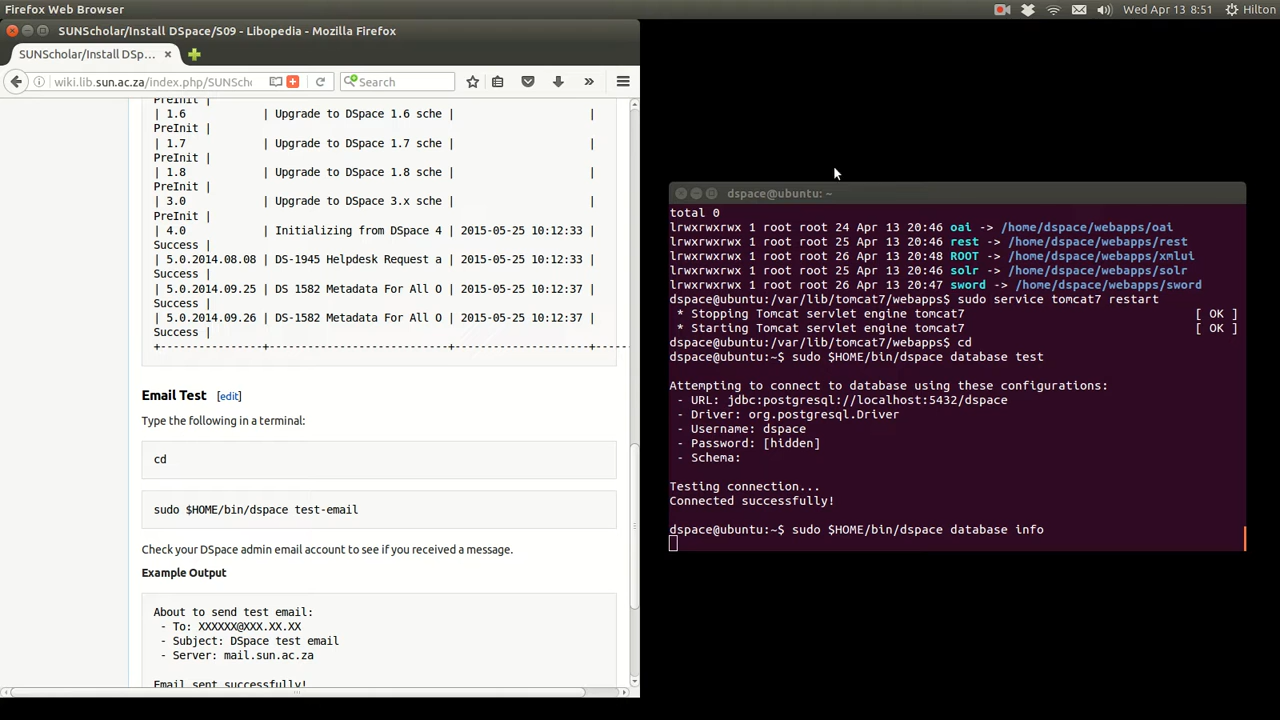 Firefox Web Browser
Wed Apr 13 8:51
Hilton
SUNScholar/Install DSpace/S09 - Libopedia - Mozilla Firefox
SUNScholar/Install DSp...
wiki.lib.sun.ac.za/index.php/SUNSch
Search
PreInit |
| 1.6 | Upgrade to DSpace 1.6 sche | |
PreInit |
| 1.7 | Upgrade to DSpace 1.7 sche | |
PreInit |
| 1.8 | Upgrade to DSpace 1.8 sche | |
PreInit |
| 3.0 | Upgrade to DSpace 3.x sche | |
PreInit |
| 4.0 | Initializing from DSpace 4 | 2015-05-25 10:12:33 |
Success |
| 5.0.2014.08.08 | DS-1945 Helpdesk Request a | 2015-05-25 10:12:33 |
Success |
| 5.0.2014.09.25 | DS 1582 Metadata For All O | 2015-05-25 10:12:37 |
Success |
| 5.0.2014.09.26 | DS-1582 Metadata For All O | 2015-05-25 10:12:37 |
Success |
+----------------+----------------------------+---------------------+-----
Email Test [edit]
Type the following in a terminal:
cd
sudo $HOME/bin/dspace test-email
Check your DSpace admin email account to see if you received a message.
Example Output
About to send test email:
- To: XXXXXX@XXX.XX.XX
- Subject: DSpace test email
- Server: mail.sun.ac.za
Email sent successfully!
dspace@ubuntu: ~
total 0
lrwxrwxrwx 1 root root 24 Apr 13 20:46 oai -> /home/dspace/webapps/oai
lrwxrwxrwx 1 root root 25 Apr 13 20:46 rest -> /home/dspace/webapps/rest
lrwxrwxrwx 1 root root 26 Apr 13 20:48 ROOT -> /home/dspace/webapps/xmlui
lrwxrwxrwx 1 root root 25 Apr 13 20:46 solr -> /home/dspace/webapps/solr
lrwxrwxrwx 1 root root 26 Apr 13 20:47 sword -> /home/dspace/webapps/sword
dspace@ubuntu:/var/lib/tomcat7/webapps$ sudo service tomcat7 restart
* Stopping Tomcat servlet engine tomcat7 [ OK ]
* Starting Tomcat servlet engine tomcat7 [ OK ]
dspace@ubuntu:/var/lib/tomcat7/webapps$ cd
dspace@ubuntu:~$ sudo $HOME/bin/dspace database test
Attempting to connect to database using these configurations:
- URL: jdbc:postgresql://localhost:5432/dspace
- Driver: org.postgresql.Driver
- Username: dspace
- Password: [hidden]
- Schema:
Testing connection...
Connected successfully!
dspace@ubuntu:~$ sudo $HOME/bin/dspace database info